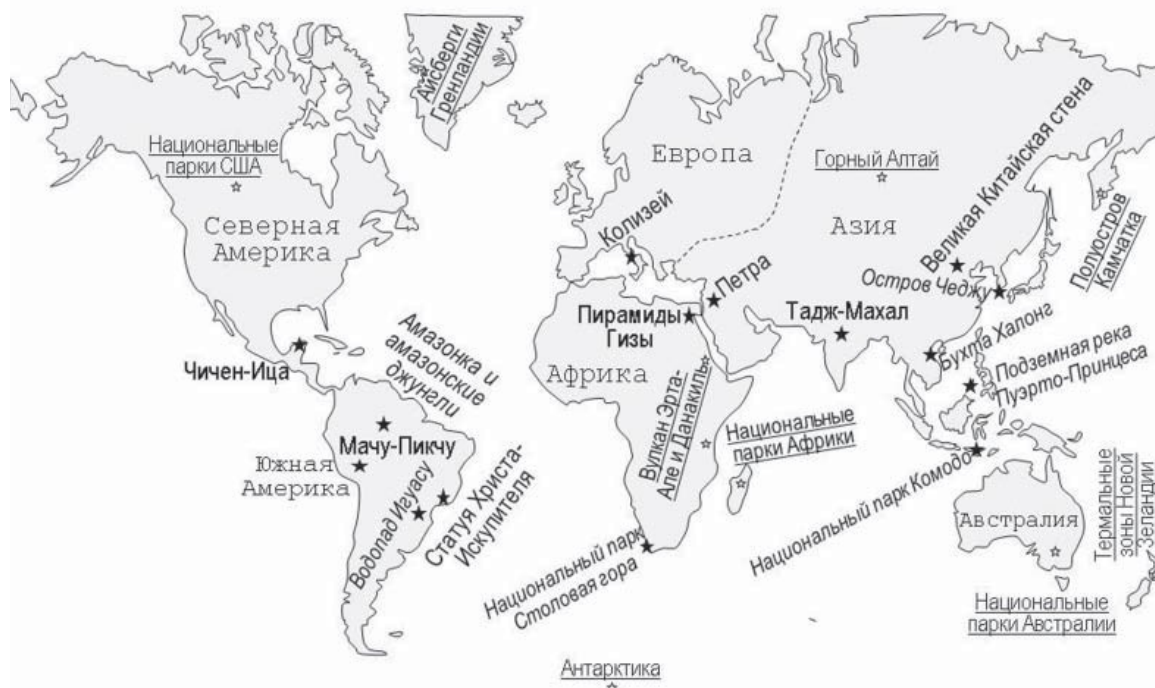 Айсберги
Гренландии
Национальные
парки США
Северная
Америка
Европа
Горный Алтай
Азия
Великая Китайская стена
Полуостров
Камчатка
Колизей
Петра
Остров Чеджу
Пирамиды
Гизы
Тадж-Махал
Бухта Халонг
Подземная река
Пуэрто-Принцеса
Чичен-Ица
Амазонка и
амазонские
джунгли
Африка
Вулкан Эрта-
Але и Данакиль
Национальные
парки Африки
Мачу-Пикчу
Южная
Америка
Водопад Игуасу
Статуя Христа-
Искупителя
Национальный парк
Столовая гора
Национальный парк Комодо
Австралия
Термальные
зоны Новой
Зеландии
Национальные
парки Австралии
Антарктика